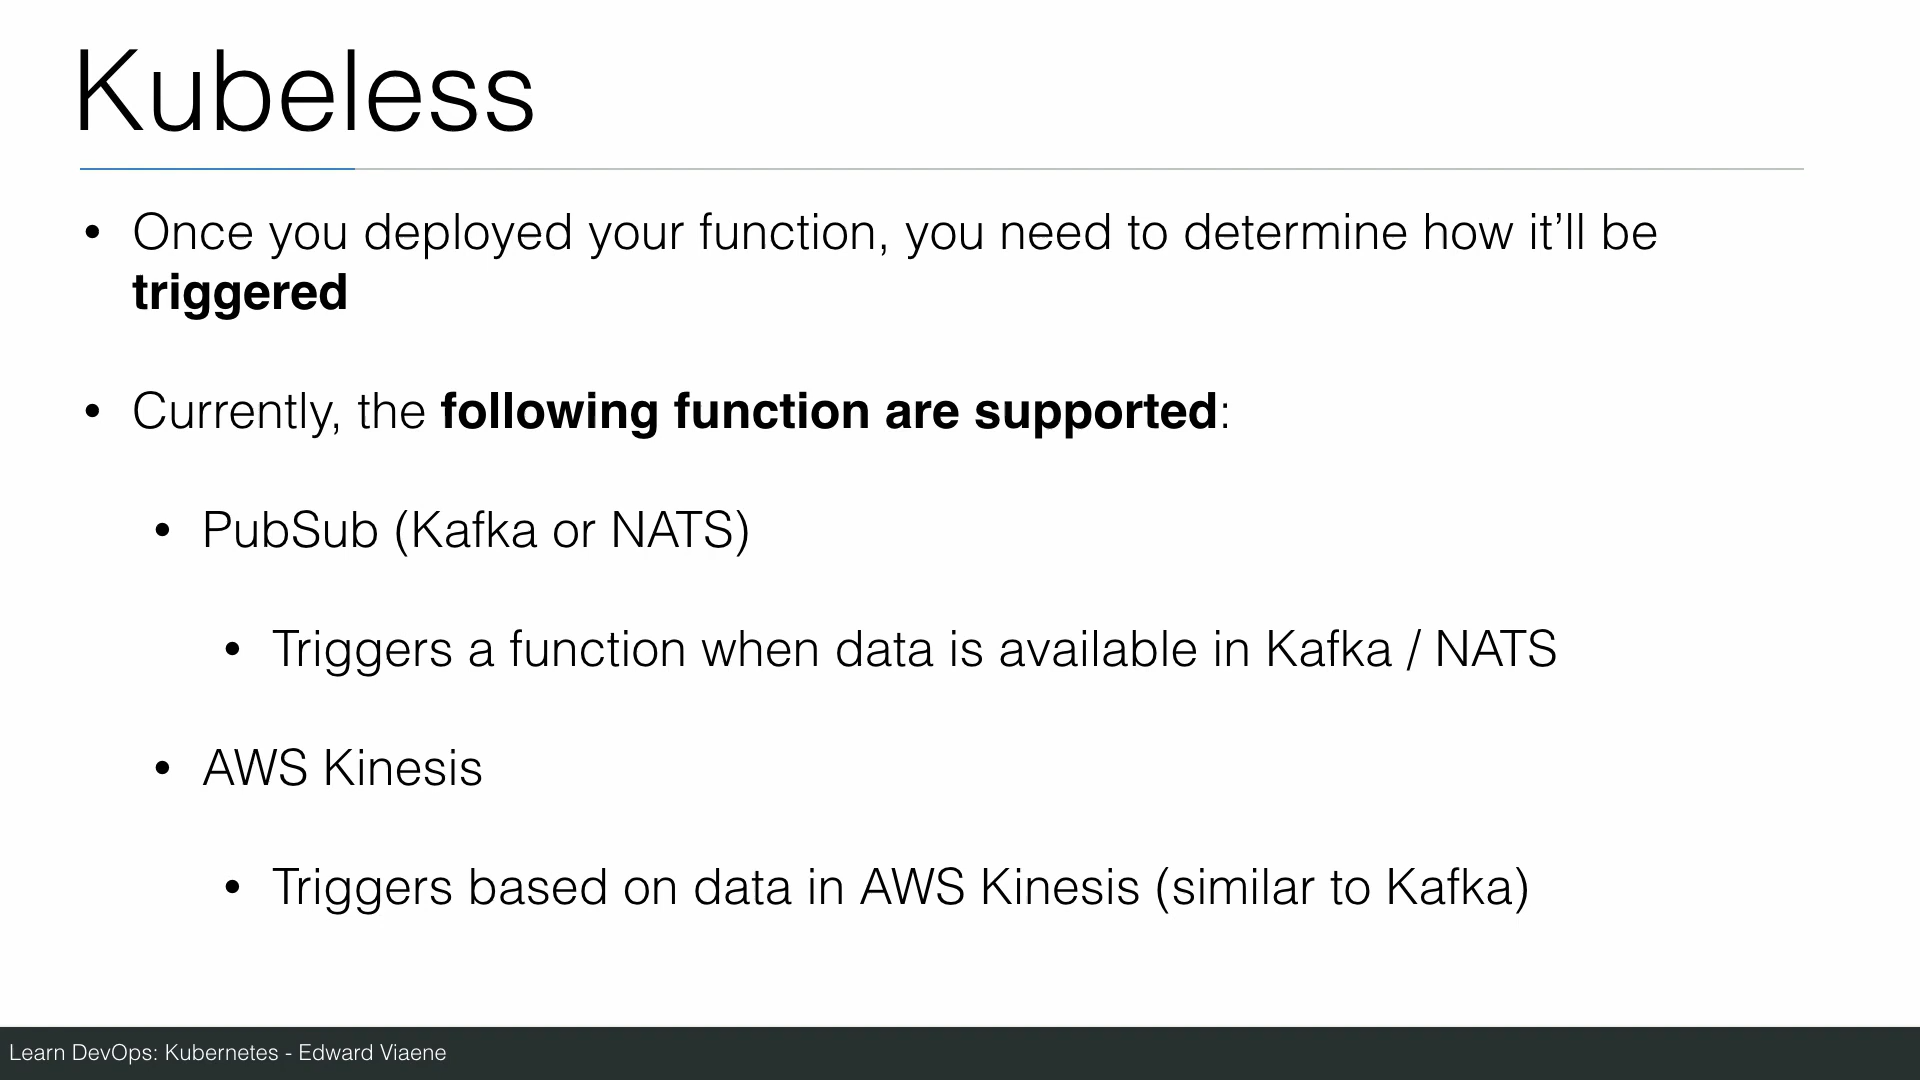 Kubeless
• Once you deployed your function, you need to determine how it’ll be
triggered
• Currently, the following function are supported:
• PubSub (Kafka or NATS)
• Triggers a function when data is available in Kafka / NATS
• AWS Kinesis
• Triggers based on data in AWS Kinesis (similar to Kafka)
Learn DevOps: Kubernetes - Edward Viaene